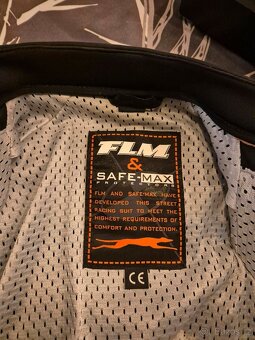 FLM
&
SAFE-MAX
PROTECTION
FLM AND SAFE-MAX HAVE
DEVELOPED THIS STREET
RACING SUIT TO MEET THE
HIGHEST REQUIREMENTS OF
COMFORT AND PROTECTION.
CE